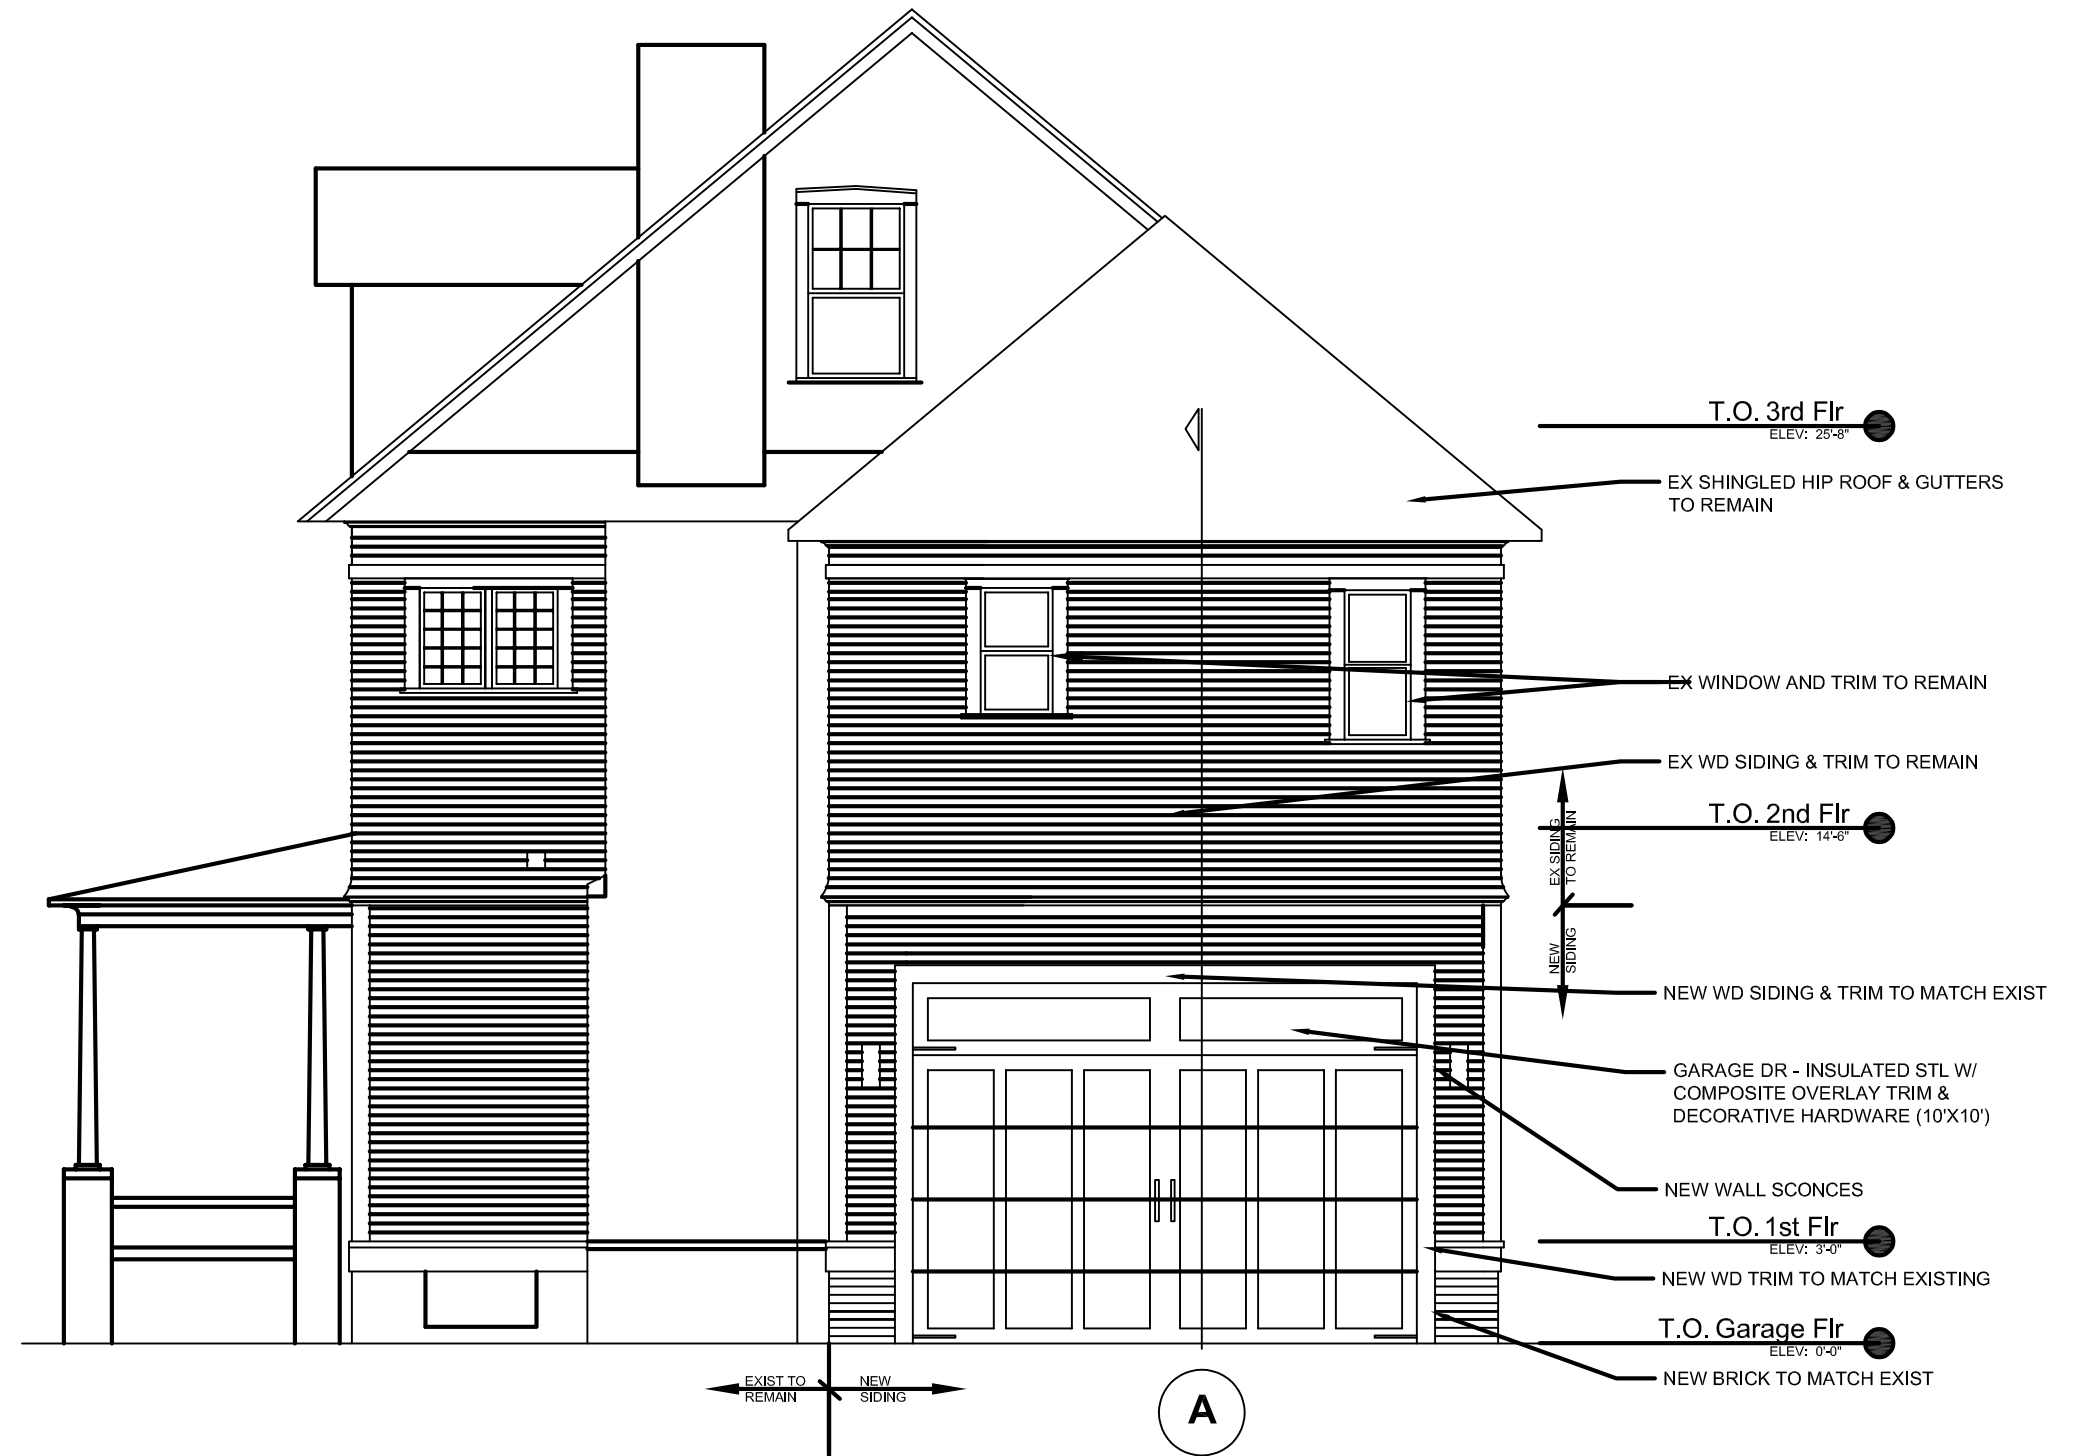 T.O. 3rd Flr
ELEV: 25'-8"
EX SHINGLED HIP ROOF & GUTTERS
TO REMAIN
EX WINDOW AND TRIM TO REMAIN
EX WD SIDING & TRIM TO REMAIN
T.O. 2nd Flr
ELEV: 14'-6"
EX SIDING
TO REMAIN
NEW
SIDING
NEW WD SIDING & TRIM TO MATCH EXIST
GARAGE DR - INSULATED STL W/
COMPOSITE OVERLAY TRIM &
DECORATIVE HARDWARE (10'X10')
NEW WALL SCONCES
T.O. 1st Flr
ELEV: 3'-0"
NEW WD TRIM TO MATCH EXISTING
T.O. Garage Flr
ELEV: 0'-0"
NEW BRICK TO MATCH EXIST
EXIST TO
REMAIN
NEW
SIDING
A